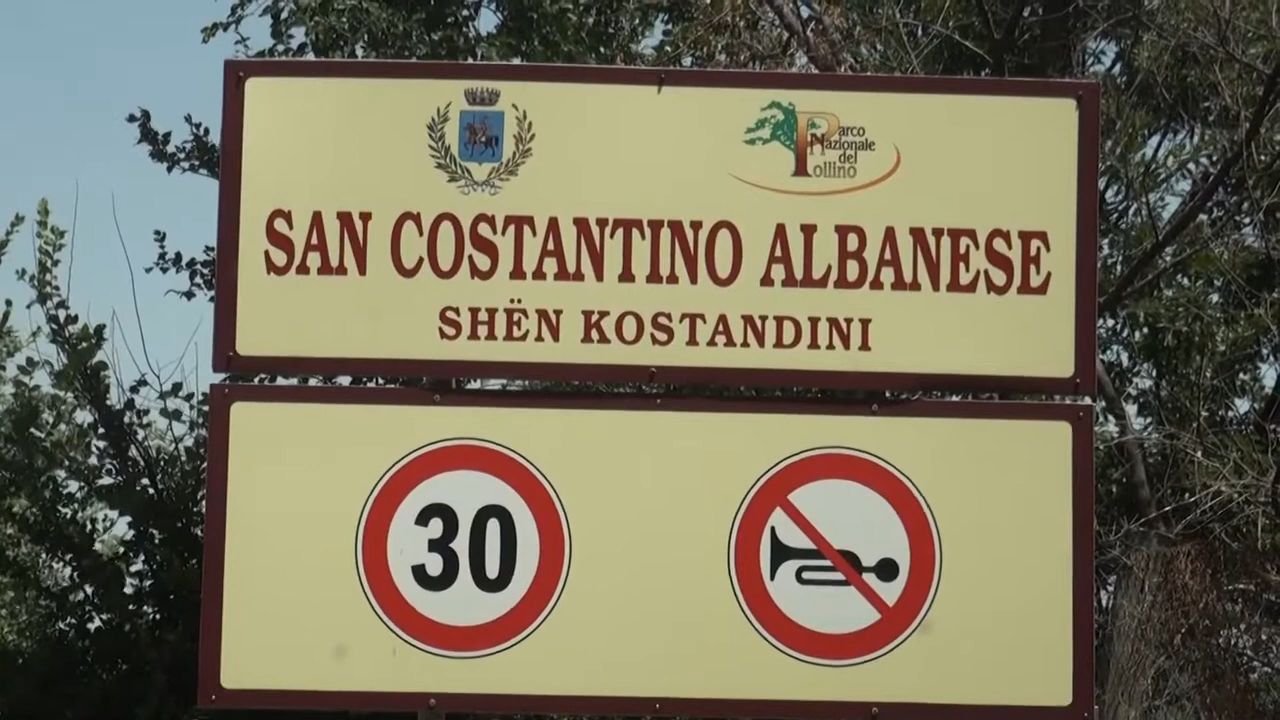 Parco
Nazionale
del
Pollino
SAN COSTANTINO ALBANESE
SHËN KOSTANDINI
30